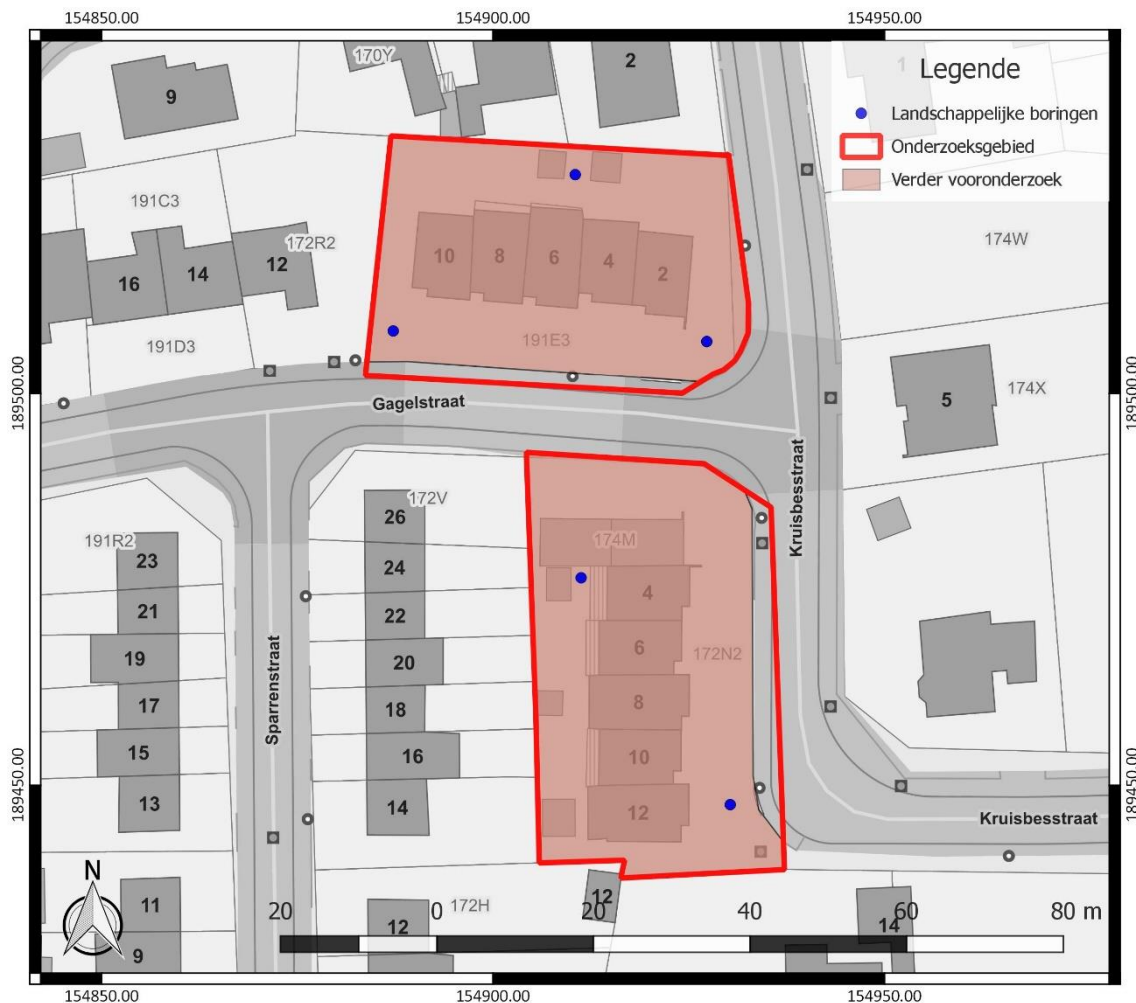 154850.00 154900.00 154950.00
170Y
2
1
9
Legende
Landschappelijke boringen
Onderzoeksgebied
Verder vooronderzoek
191C3
172R2
174W
16 14 12
10 8 6 4 2
191D3
191E3
189500.00
189500.00
Gagelstraat
5
174X
Kruisbesstraat
172V
26
191R2
174M
23
24
4
21
22
172N2
19
20
6
17
18
8
Sparrenstraat
15
16
10
189450.00
189450.00
13
14
12
Kruisbesstraat
N
11
172H
12
12
14
20 0 20 40 60 80 m
9
154850.00 154900.00 154950.00